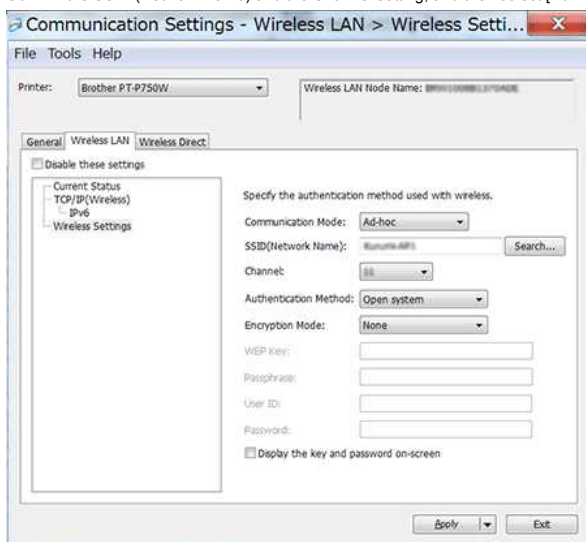 Communication Settings - Wireless LAN > Wireless Setti...
File Tools Help
Printer: Brother PT-P750W
Wireless LAN Node Name:
General Wireless LAN Wireless Direct
Disable these settings
Current Status
TCP/IP(Wireless)
IPv6
Wireless Settings
Specify the authentication method used with wireless.
Communication Mode: Ad-hoc
SSID(Network Name): Search...
Channel:
Authentication Method: Open system
Encryption Mode: None
WEP Key:
Passphrase:
User ID:
Password:
Display the key and password on-screen
Apply Exit